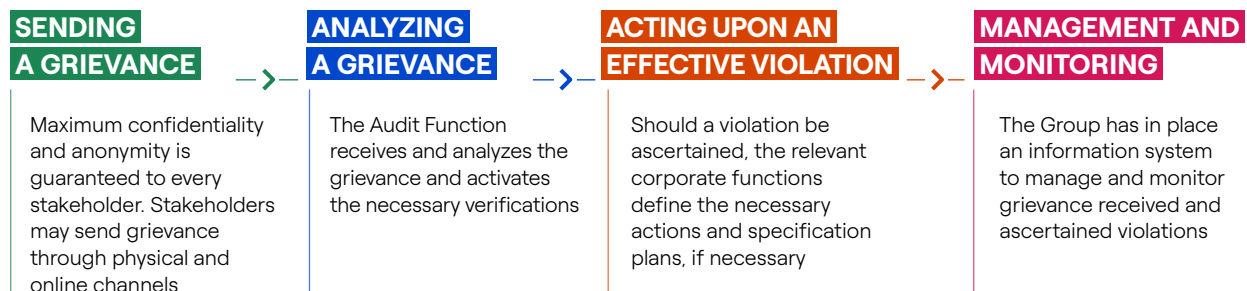 SENDING
A GRIEVANCE
Maximum confidentiality
and anonymity is
guaranteed to every
stakeholder. Stakeholders
may send grievance
through physical and
online channels
ANALYZING
A GRIEVANCE
The Audit Function
receives and analyzes the
grievance and activates
the necessary verifications
ACTING UPON AN
EFFECTIVE VIOLATION
Should a violation be
ascertained, the relevant
corporate functions
define the necessary
actions and specification
plans, if necessary
MANAGEMENT AND
MONITORING
The Group has in place
an information system
to manage and monitor
grievance received and
ascertained violations